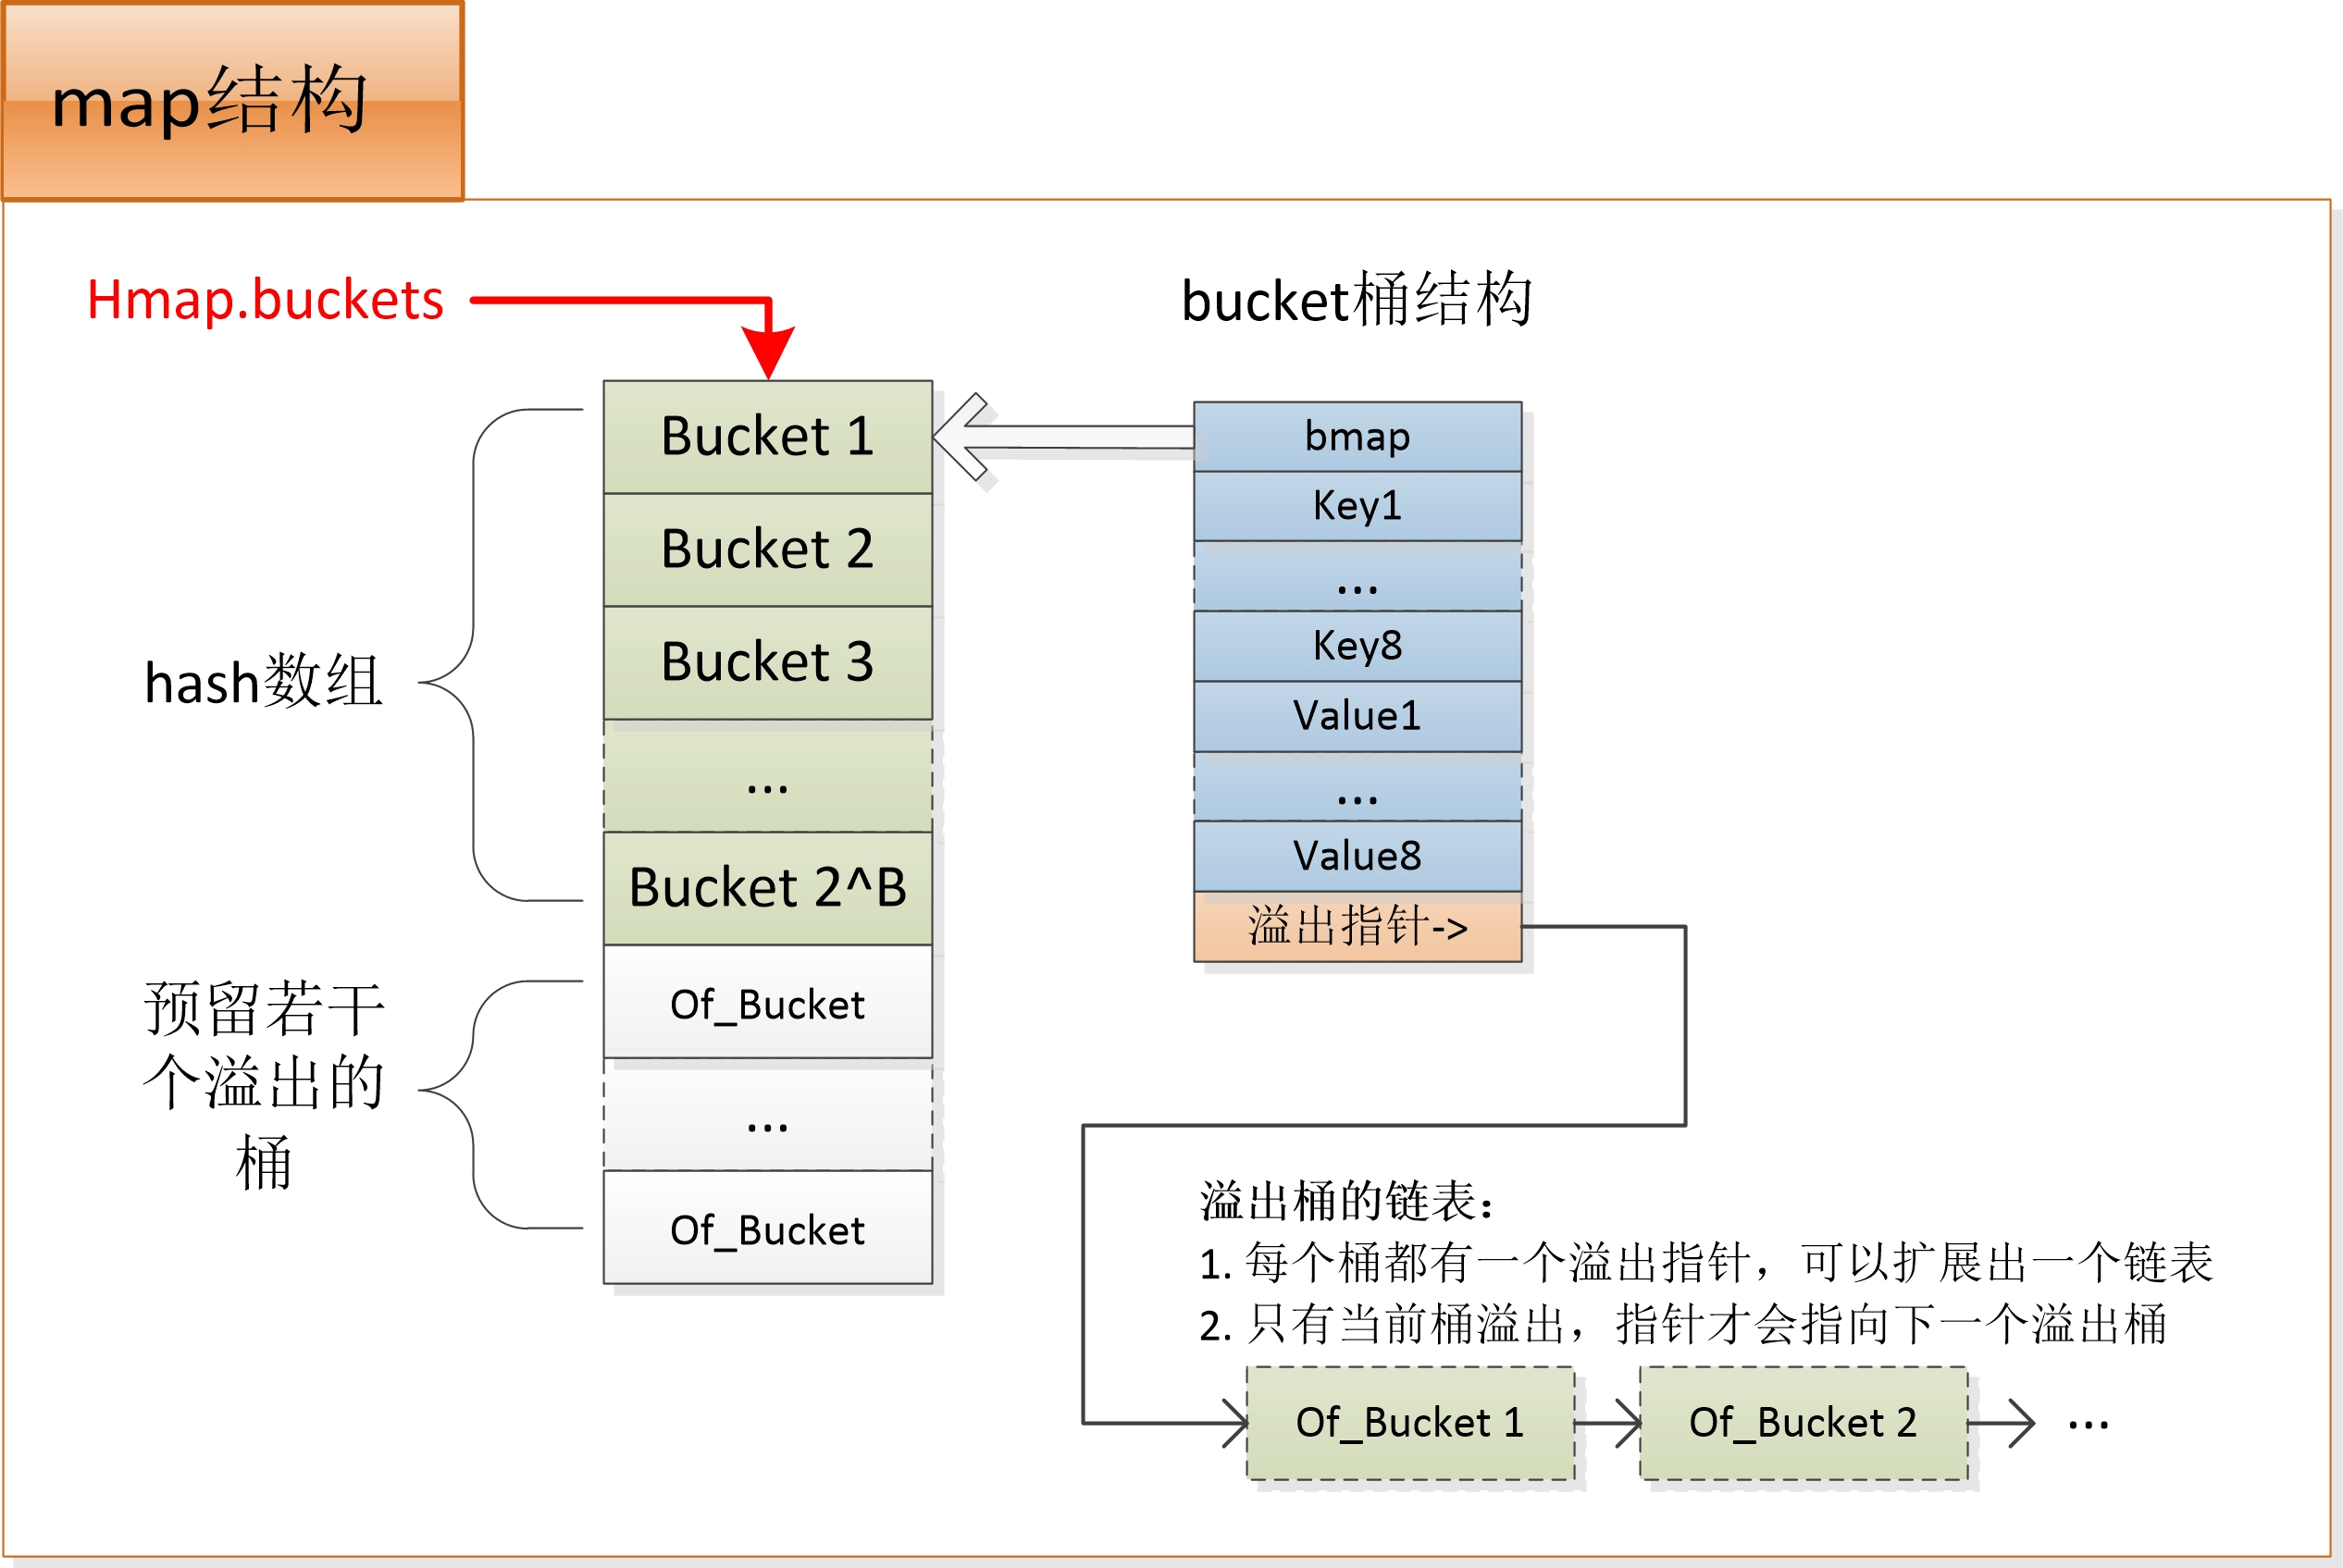 map结构
Hmap.buckets
hash数组
预留若干
个溢出的
桶
Bucket 1
Bucket 2
Bucket 3
...
Bucket 2^B
Of_Bucket
...
Of_Bucket
bucket桶结构
bmap
Key1
...
Key8
Value1
...
Value8
溢出指针->
溢出桶的链表：
1. 每个桶都有一个溢出指针，可以扩展出一个链表
2. 只有当前桶溢出，指针才会指向下一个溢出桶
Of_Bucket 1
Of_Bucket 2
...